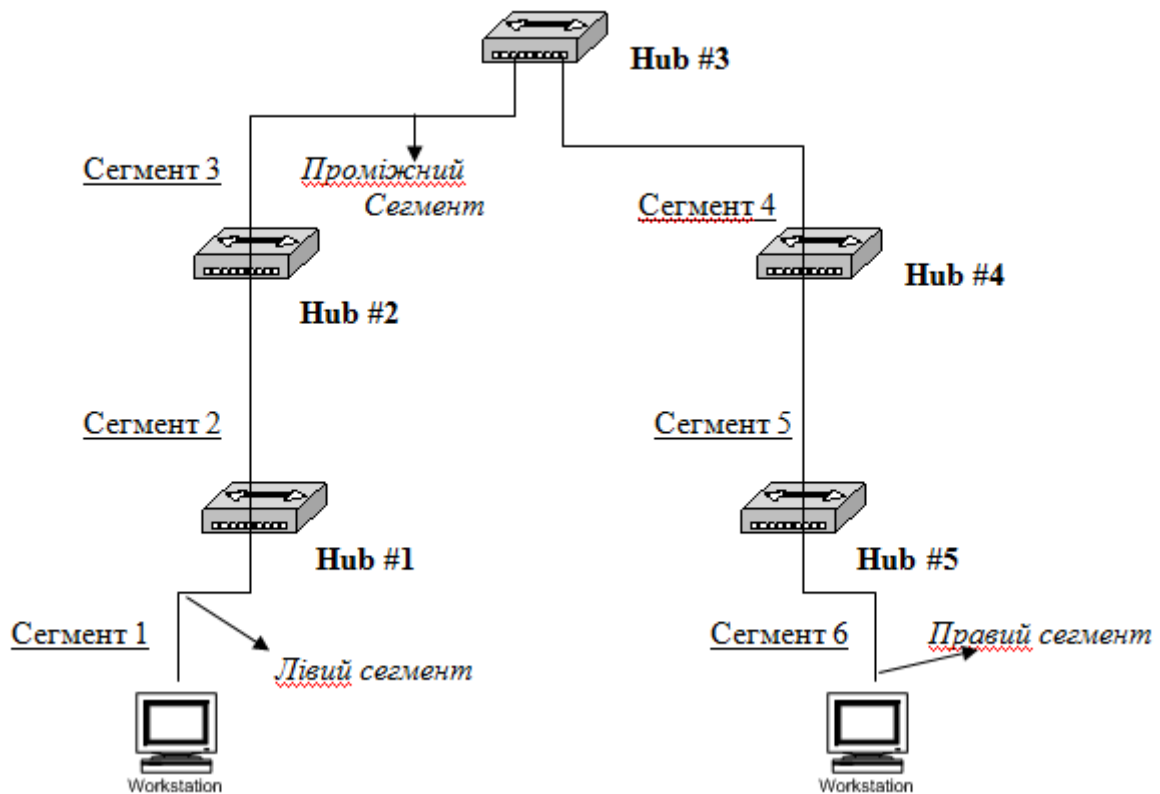 Hub #3
Сегмент 3
Проміжний
Сегмент
Сегмент 4
Hub #2
Hub #4
Сегмент 2
Сегмент 5
Hub #1
Hub #5
Сегмент 1
Лівий сегмент
Сегмент 6
Правий сегмент
Workstation
Workstation